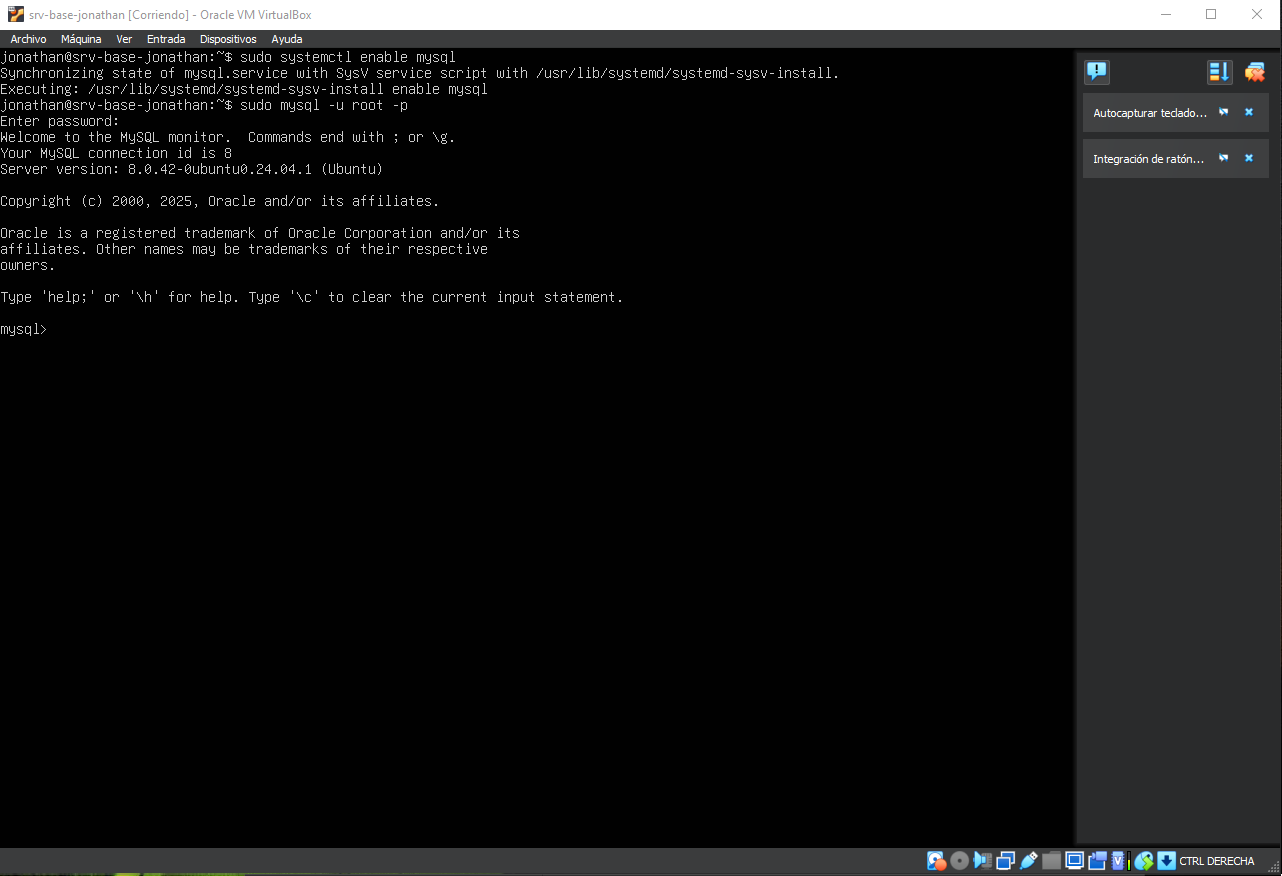 srv-base-jonathan [Corriendo] - Oracle VM VirtualBox
Archivo Máquina Ver Entrada Dispositivos Ayuda
jonathan@srv-base-jonathan:~$ sudo systemctl enable mysql
Synchronizing state of mysql.service with SysV service script with /usr/lib/systemd/systemd-sysv-install.
Executing: /usr/lib/systemd/systemd-sysv-install enable mysql
jonathan@srv-base-jonathan:~$ sudo mysql -u root -p
Enter password:
Welcome to the MySQL monitor.  Commands end with ; or \g.
Your MySQL connection id is 8
Server version: 8.0.42-0ubuntu0.24.04.1 (Ubuntu)
Copyright (c) 2000, 2025, Oracle and/or its affiliates.
Oracle is a registered trademark of Oracle Corporation and/or its
affiliates. Other names may be trademarks of their respective
owners.
Type 'help;' or '\h' for help. Type '\c' to clear the current input statement.
mysql>
Autocapturar teclado...
Integración de ratón...
CTRL DERECHA